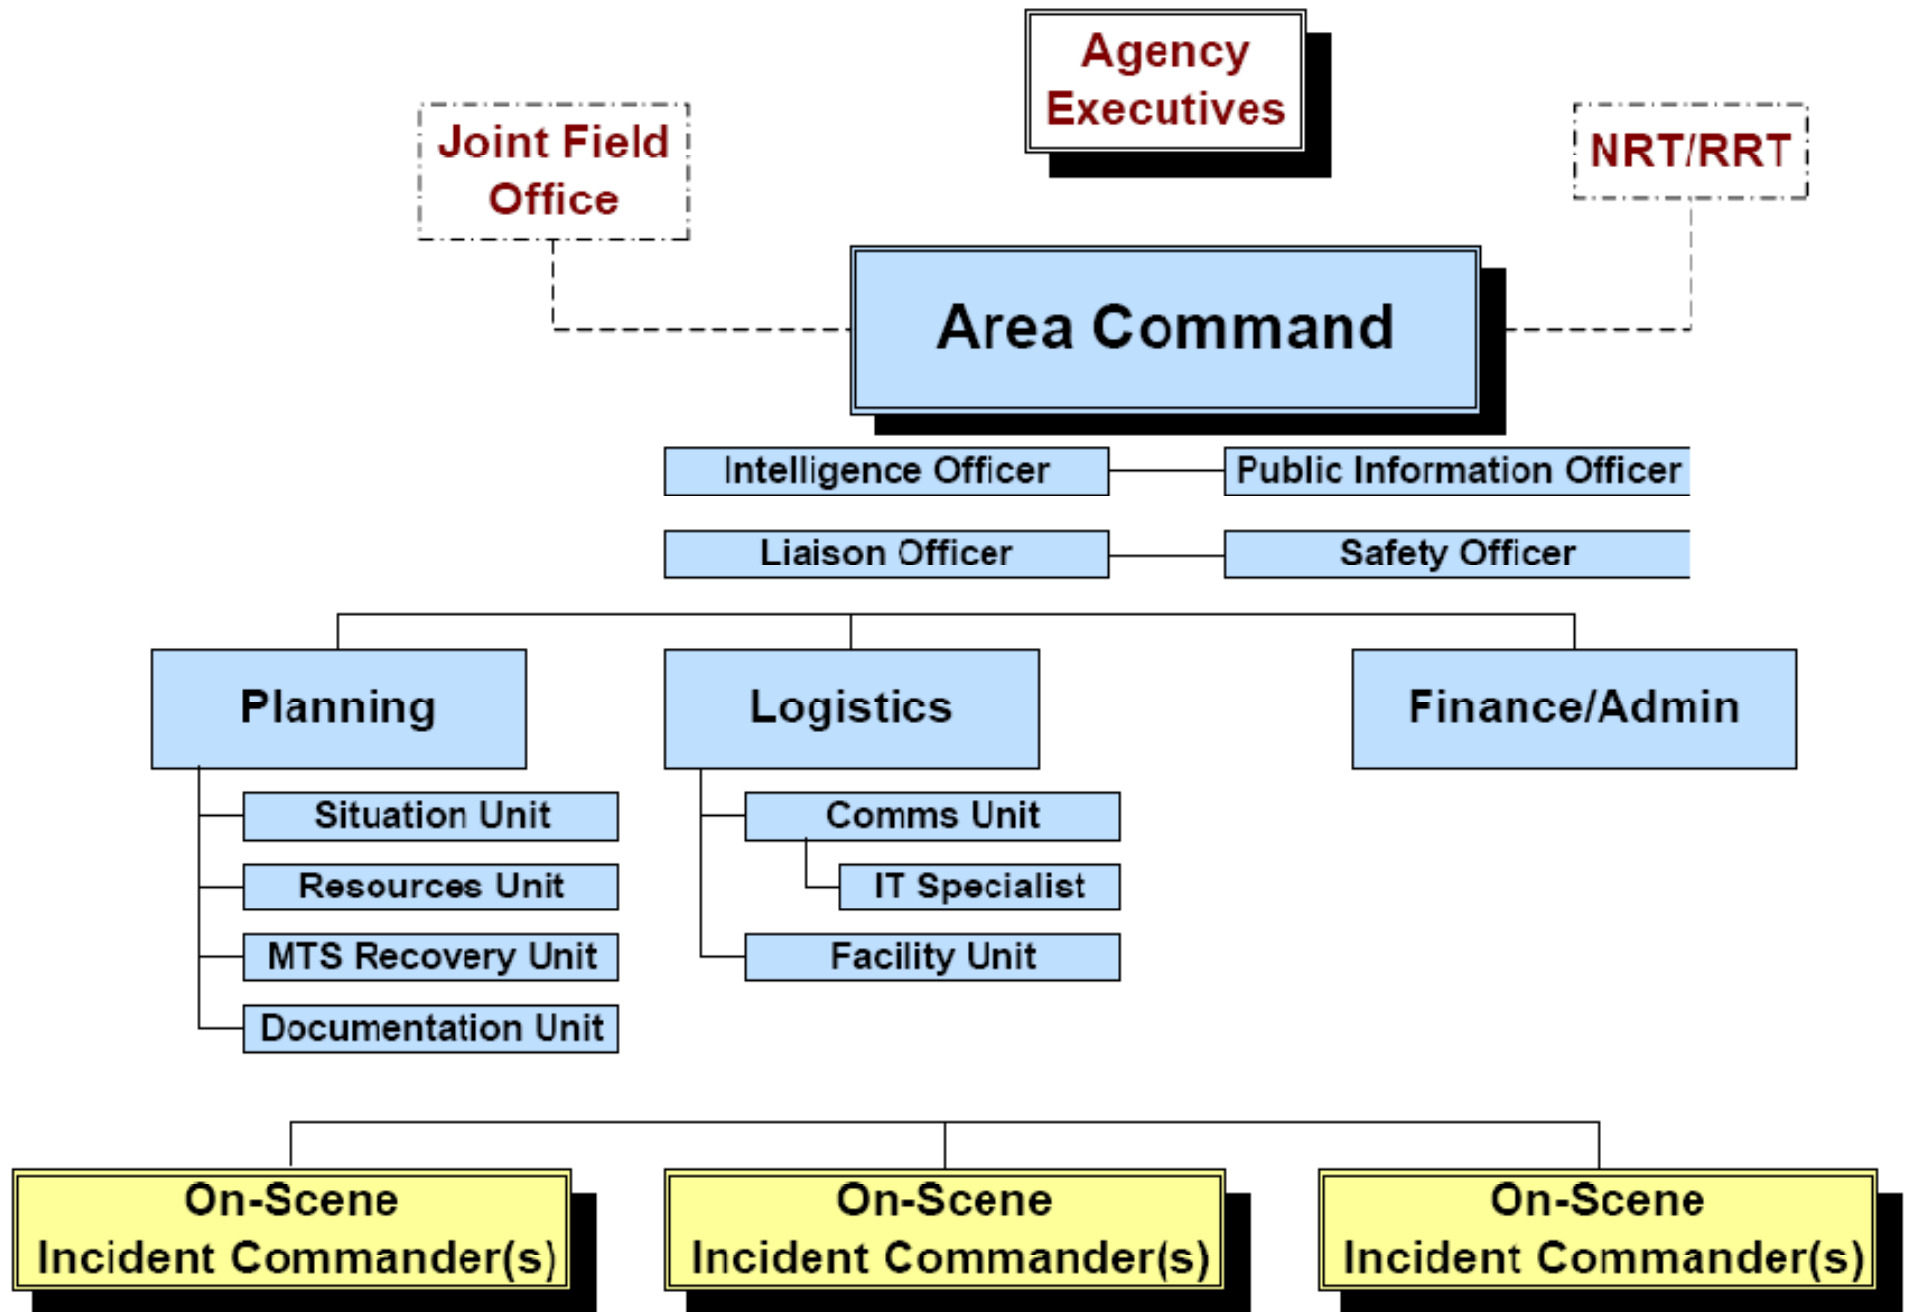 Agency
Executives
Joint Field
Office
NRT/RRT
Area Command
Intelligence Officer
Public Information Officer
Liaison Officer
Safety Officer
Planning
Logistics
Finance/Admin
Situation Unit
Comms Unit
Resources Unit
IT Specialist
MTS Recovery Unit
Facility Unit
Documentation Unit
On-Scene
Incident Commander(s)
On-Scene
Incident Commander(s)
On-Scene
Incident Commander(s)